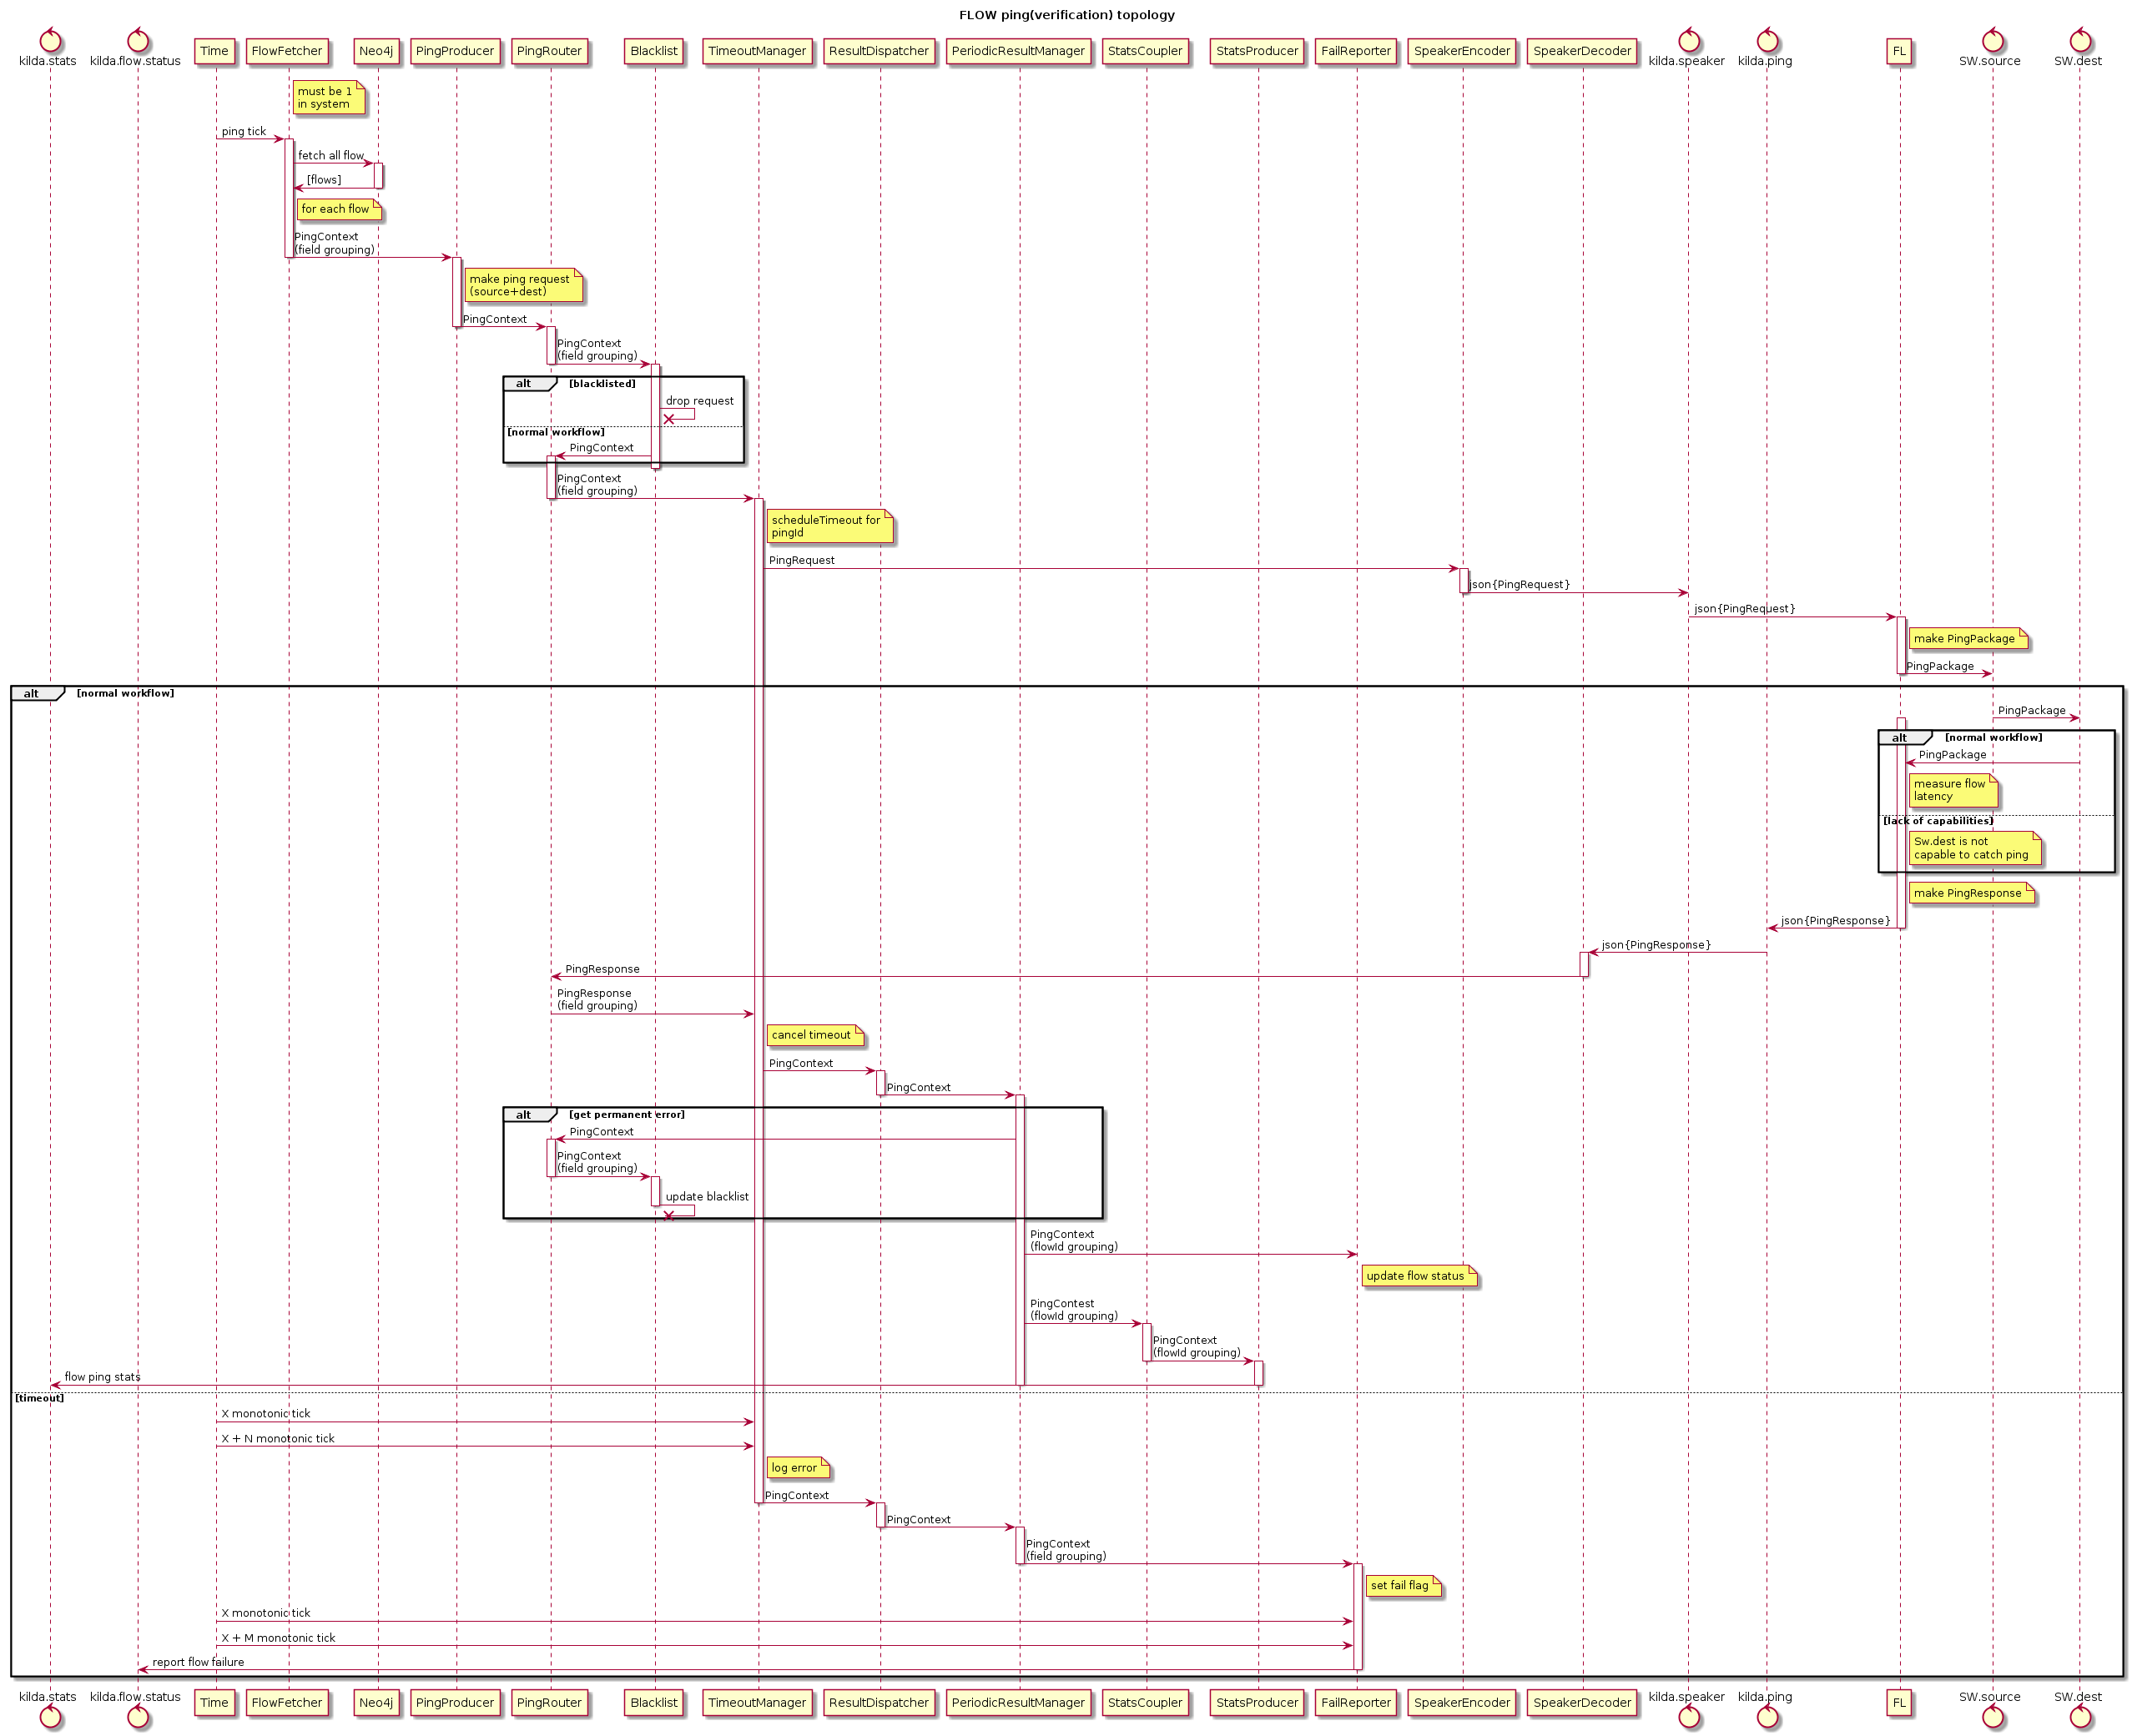 FLOW ping(verification) topology
kilda.stats
kilda.flow.status
Time
FlowFetcher
Neo4j
PingProducer
PingRouter
Blacklist
TimeoutManager
ResultDispatcher
PeriodicResultManager
StatsCoupler
StatsProducer
FailReporter
SpeakerEncoder
SpeakerDecoder
kilda.speaker
kilda.ping
FL
SW.source
SW.dest
must be 1
in system
ping tick
fetch all flow
[flows]
for each flow
PingContext
(field grouping)
make ping request
(source+dest)
PingContext
PingContext
(field grouping)
alt
[blacklisted]
drop request
[normal workflow]
PingContext
PingContext
(field grouping)
scheduleTimeout for
pingId
PingRequest
json{PingRequest}
json{PingRequest}
make PingPackage
PingPackage
alt
[normal workflow]
PingPackage
alt
[normal workflow]
PingPackage
measure flow
latency
[lack of capabilities]
Sw.dest is not
capable to catch ping
make PingResponse
json{PingResponse}
json{PingResponse}
PingResponse
PingResponse
(field grouping)
cancel timeout
PingContext
PingContext
alt
[get permanent error]
PingContext
PingContext
(field grouping)
update blacklist
PingContext
(flowId grouping)
update flow status
PingContest
(flowId grouping)
PingContext
(flowId grouping)
flow ping stats
[timeout]
X monotonic tick
X + N monotonic tick
log error
PingContext
PingContext
PingContext
(field grouping)
set fail flag
X monotonic tick
X + M monotonic tick
report flow failure
kilda.stats
kilda.flow.status
Time
FlowFetcher
Neo4j
PingProducer
PingRouter
Blacklist
TimeoutManager
ResultDispatcher
PeriodicResultManager
StatsCoupler
StatsProducer
FailReporter
SpeakerEncoder
SpeakerDecoder
kilda.speaker
kilda.ping
FL
SW.source
SW.dest